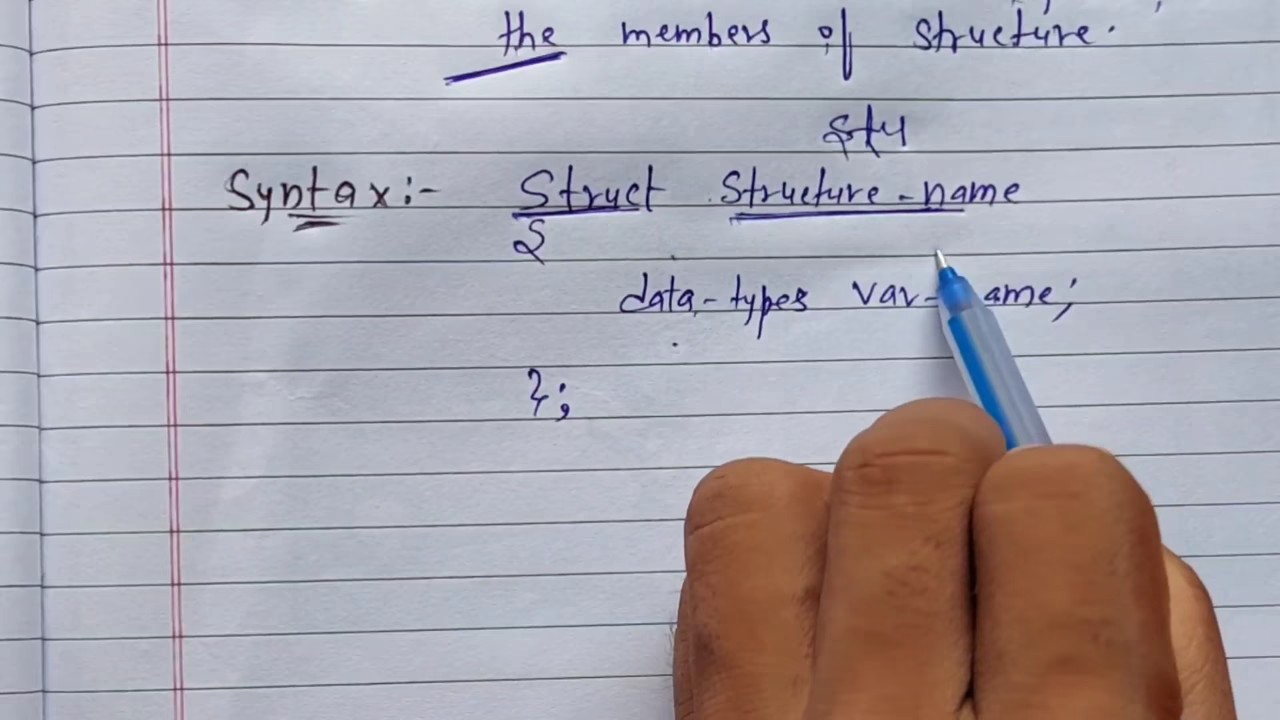 the members of structure.
stu
Syntax:- Struct Structure-name
{
data-types var-name;
};